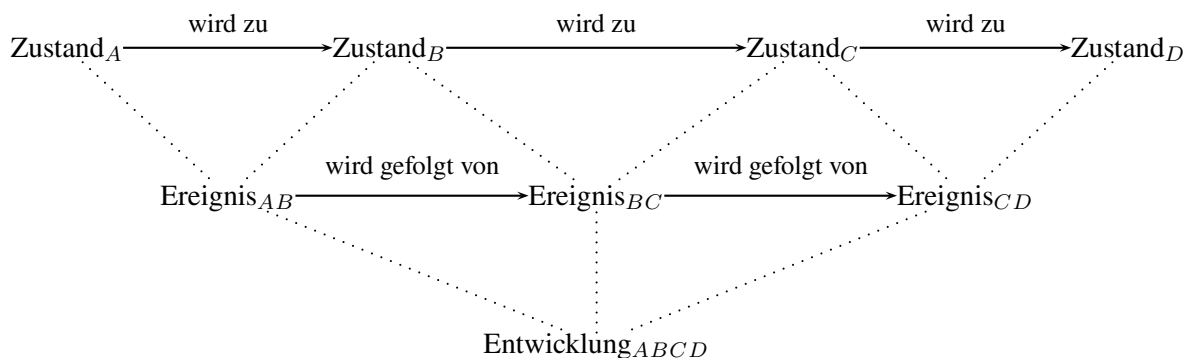 wird zu wird zu wird zu
Zustand_A Zustand_B Zustand_C Zustand_D
wird gefolgt von wird gefolgt von
Ereignis_AB Ereignis_BC Ereignis_CD
Entwicklung_ABCD